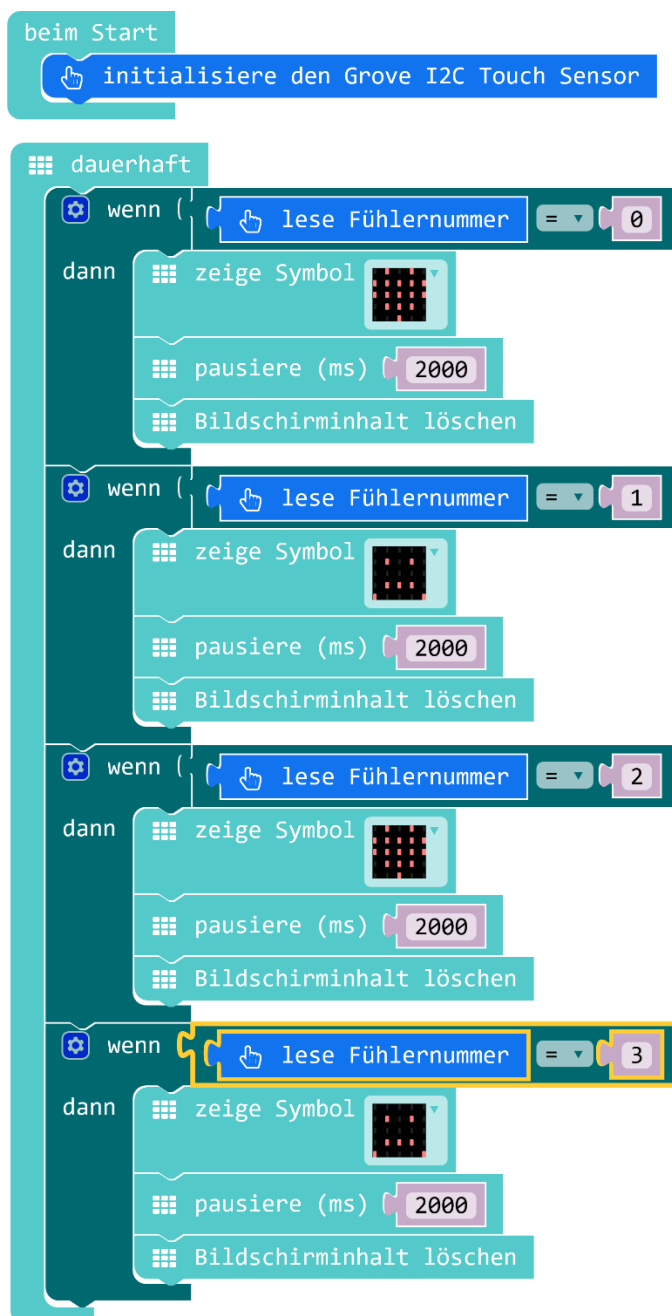 beim Start
initialisiere den Grove I2C Touch Sensor
dauerhaft
wenn ( lese Fühlernummer = 0
dann zeige Symbol
pausiere (ms) 2000
Bildschirminhalt löschen
wenn ( lese Fühlernummer = 1
dann zeige Symbol
pausiere (ms) 2000
Bildschirminhalt löschen
wenn ( lese Fühlernummer = 2
dann zeige Symbol
pausiere (ms) 2000
Bildschirminhalt löschen
wenn lese Fühlernummer = 3
dann zeige Symbol
pausiere (ms) 2000
Bildschirminhalt löschen